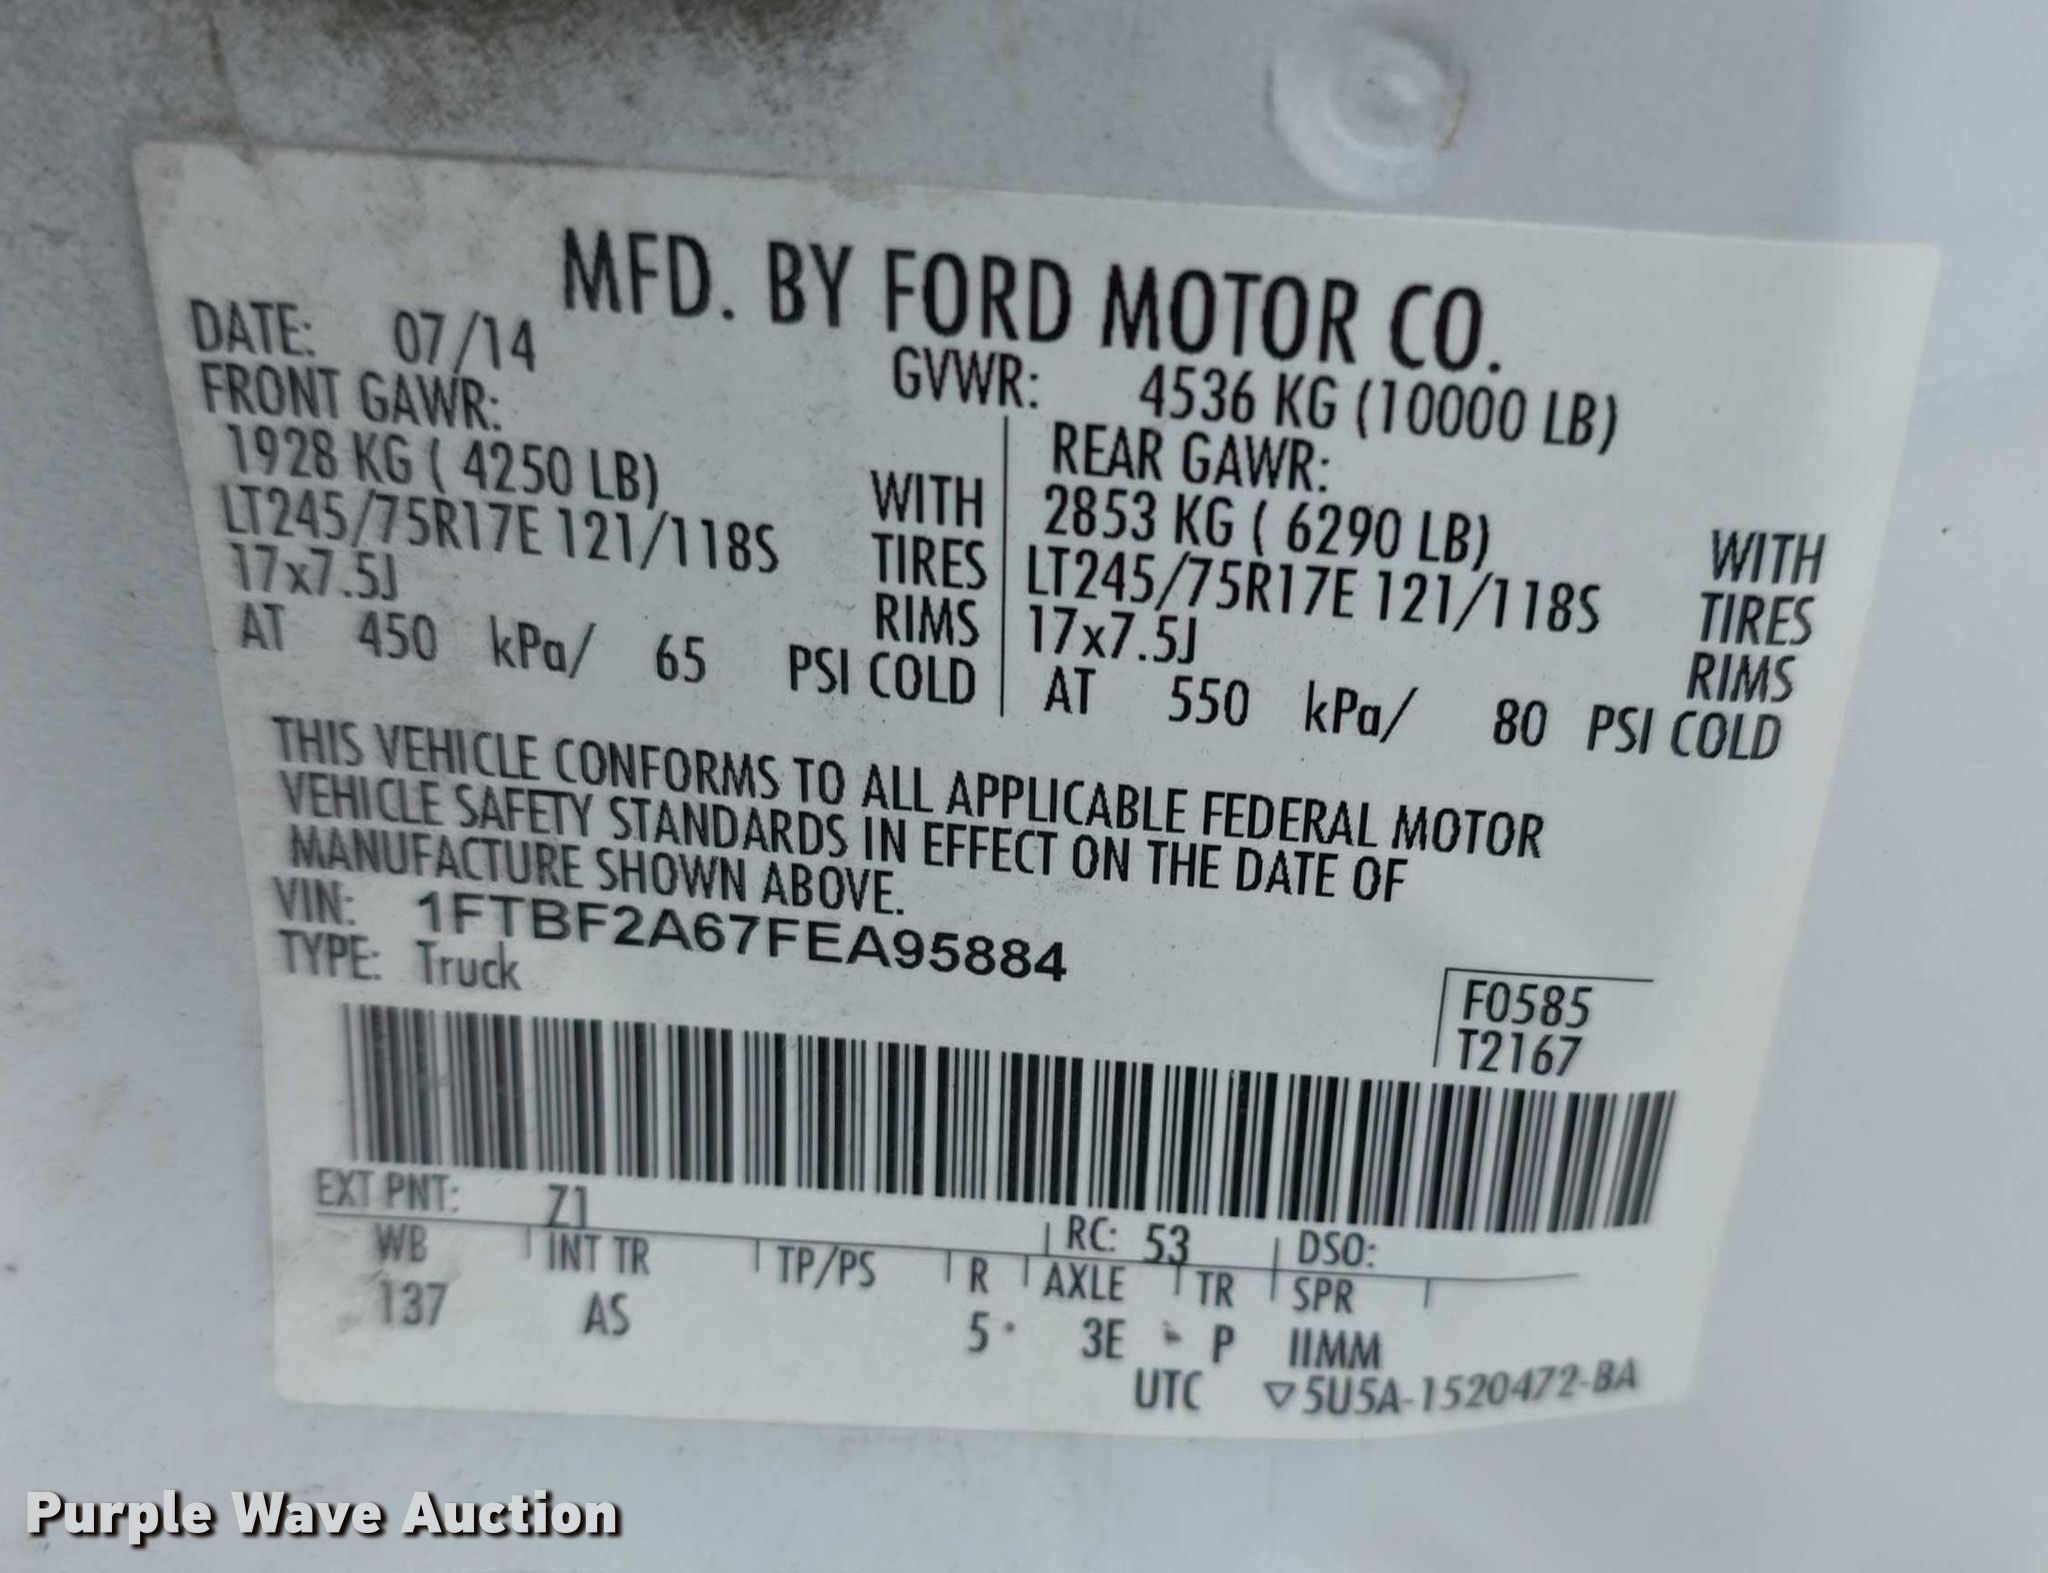 MFD. BY FORD MOTOR CO.
DATE: 07/14 GVWR: 4536 KG (10000 LB)
FRONT GAWR: REAR GAWR:
1928 KG ( 4250 LB) WITH 2853 KG ( 6290 LB) WITH
LT245/75R17E 121/118S TIRES LT245/75R17E 121/118S TIRES
17x7.5J RIMS 17x7.5J RIMS
AT 450 kPa/ 65 PSI COLD AT 550 kPa/ 80 PSI COLD
THIS VEHICLE CONFORMS TO ALL APPLICABLE FEDERAL MOTOR
VEHICLE SAFETY STANDARDS IN EFFECT ON THE DATE OF
MANUFACTURE SHOWN ABOVE.
VIN: 1FTBF2A67FEA95884
TYPE: Truck
F0585
T2167
EXT PNT: Z1 RC: 53 DSO:
WB INT TR TP/PS R AXLE TR SPR
137 AS 5 3E P IIMM
UTC ▽5U5A-1520472-BA
Purple Wave Auction